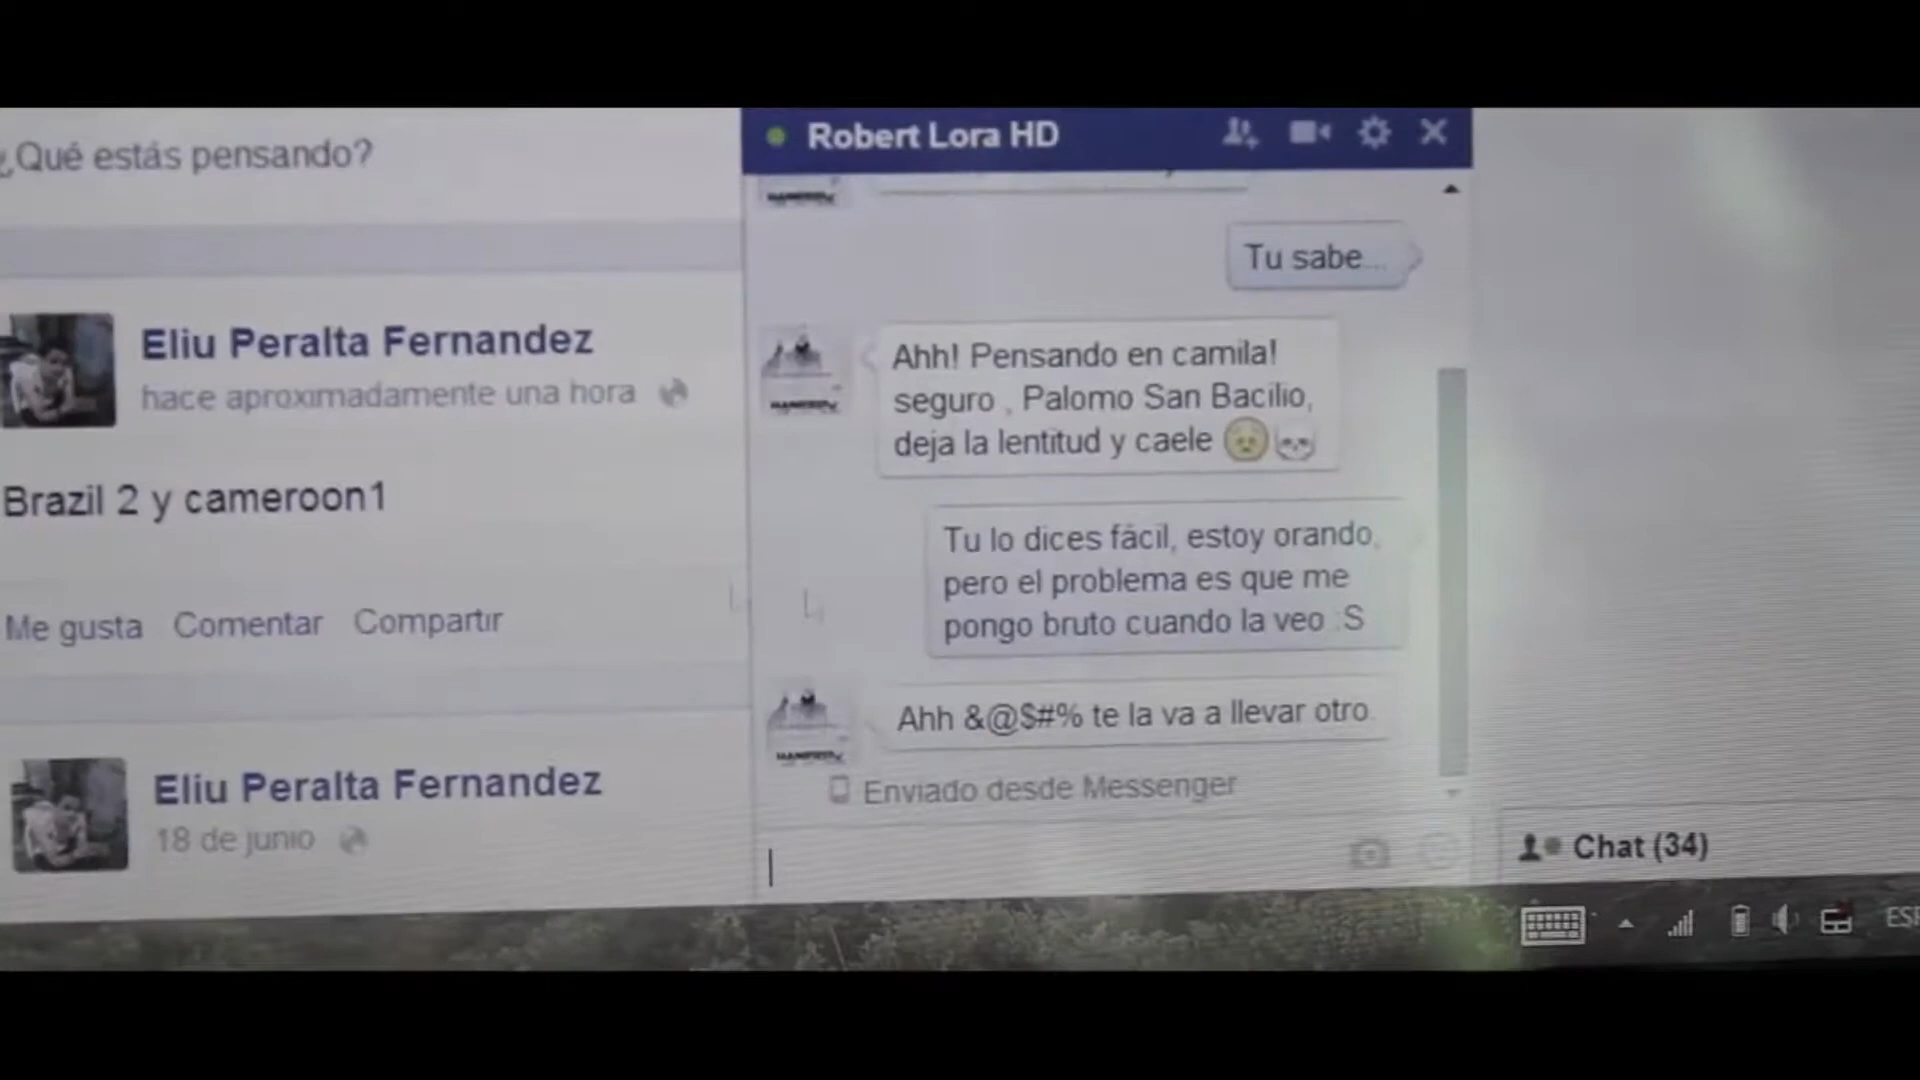 ¿Qué estás pensando?
Eliu Peralta Fernandez
hace aproximadamente una hora
Brazil 2 y cameroon1
Me gusta Comentar Compartir
Eliu Peralta Fernandez
18 de junio
Robert Lora HD
Tu sabe...
Ahh! Pensando en camila!
seguro , Palomo San Bacilio,
deja la lentitud y caele
Tu lo dices fácil, estoy orando,
pero el problema es que me
pongo bruto cuando la veo :S
Ahh &@$#% te la va a llevar otro.
Enviado desde Messenger
Chat (34)